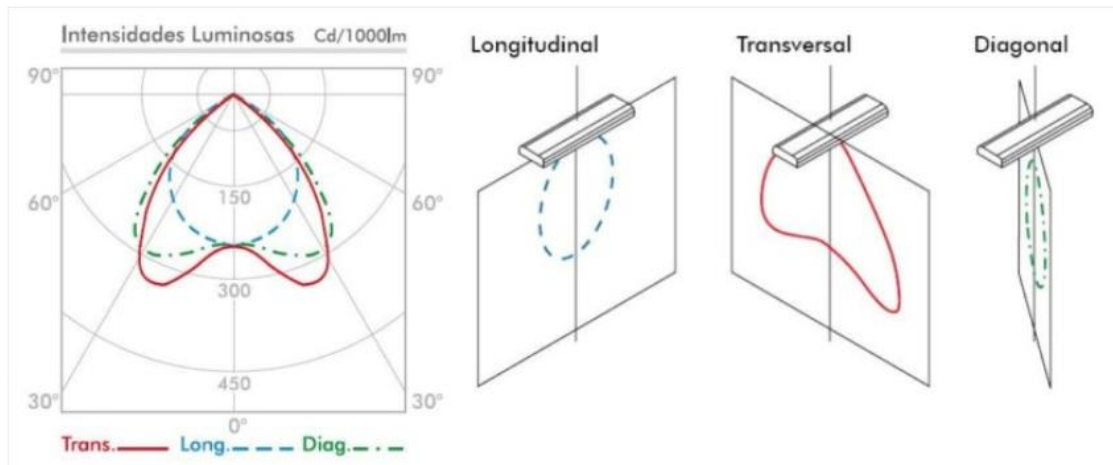 Intensidades Luminosas Cd/1000lm
90° 90°
150
60° 60°
300
450
30° 30°
0°
Trans. Long. Diag.
Longitudinal
Transversal
Diagonal